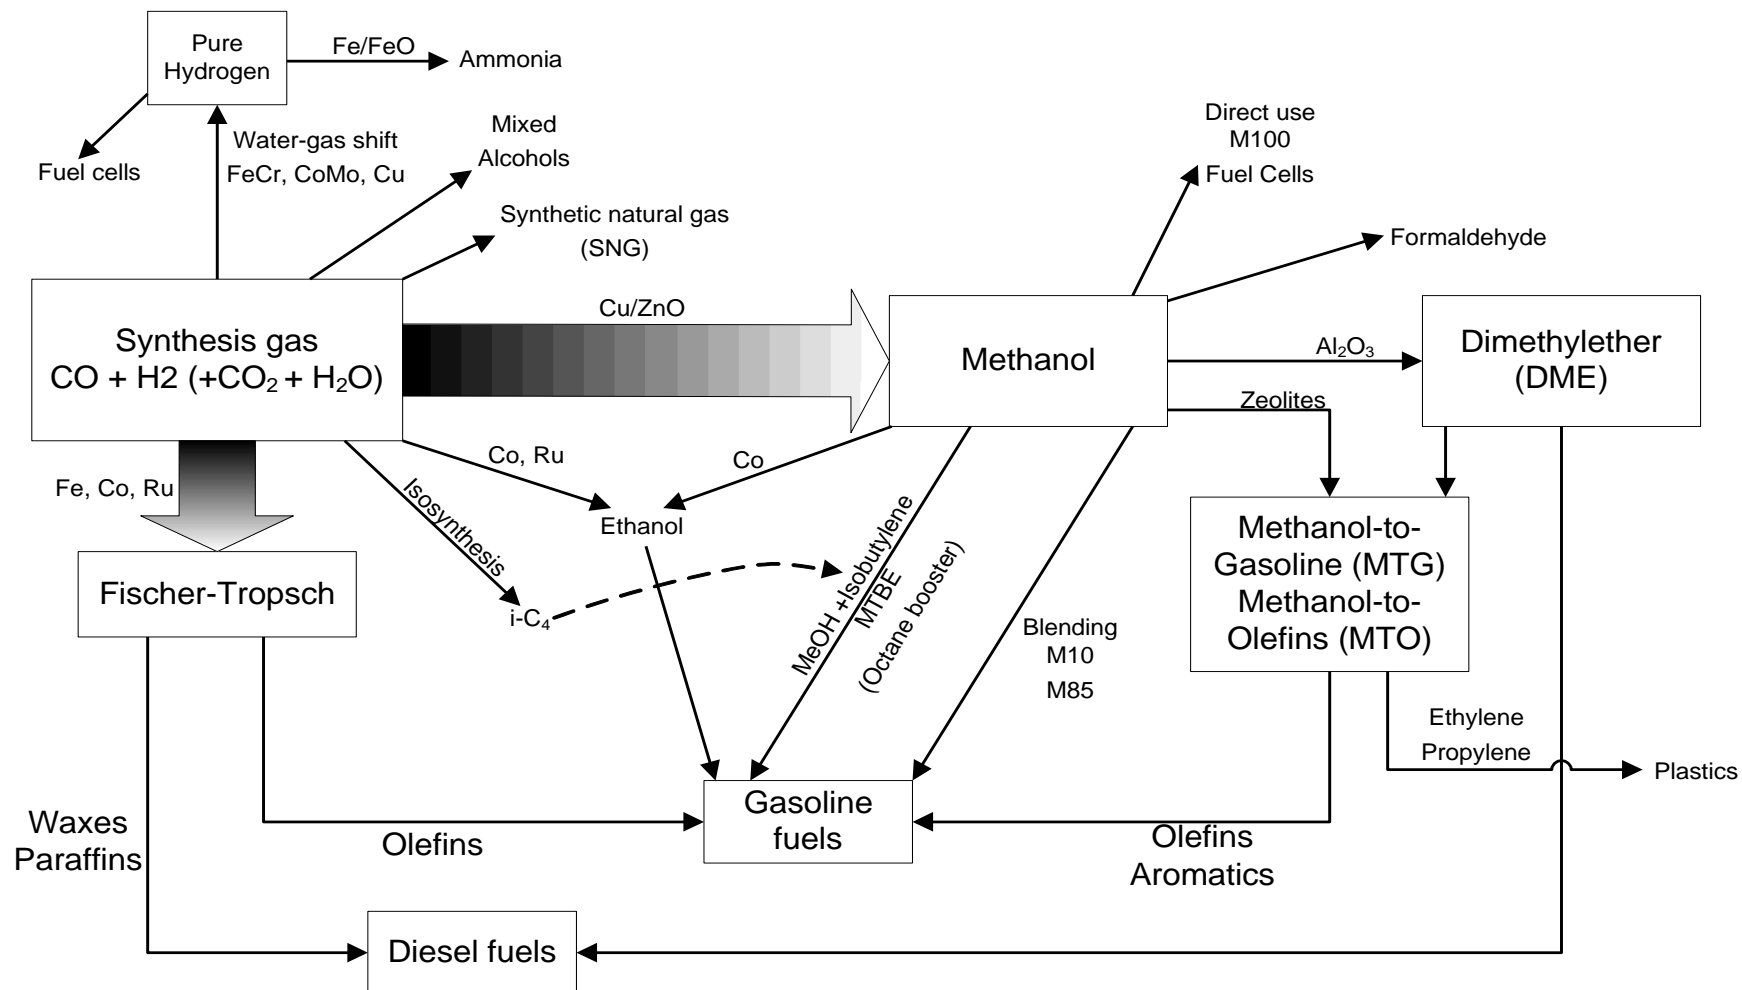 Pure
Hydrogen
Fe/FeO
Ammonia
Water-gas shift
FeCr, CoMo, Cu
Fuel cells
Mixed
Alcohols
Synthetic natural gas
(SNG)
Direct use
M100
Fuel Cells
Formaldehyde
Synthesis gas
CO + H2 (+CO₂ + H₂O)
Cu/ZnO
Methanol
Al₂O₃
Dimethylether
(DME)
Zeolites
Fe, Co, Ru
Isosynthesis
Co, Ru
Co
Ethanol
i-C₄
MeOH +Isobutylene
MTBE
(Octane booster)
Blending
M10
M85
Fischer-Tropsch
Methanol-to-
Gasoline (MTG)
Methanol-to-
Olefins (MTO)
Ethylene
Propylene
Plastics
Waxes
Paraffins
Olefins
Gasoline
fuels
Olefins
Aromatics
Diesel fuels